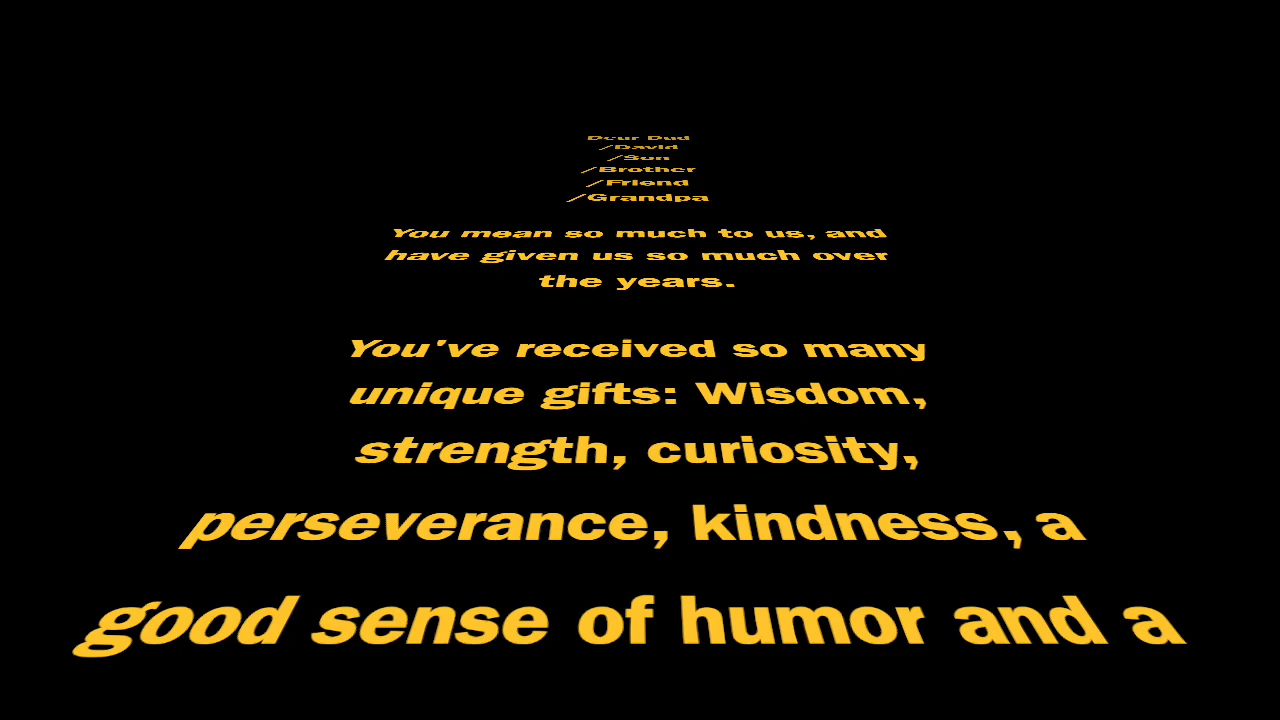 Dear Dad
/David
/Son
/Brother
/Friend
/Grandpa
You mean so much to us, and
have given us so much over
the years.
You've received so many
unique gifts: Wisdom,
strength, curiosity,
perseverance, kindness, a
good sense of humor and a